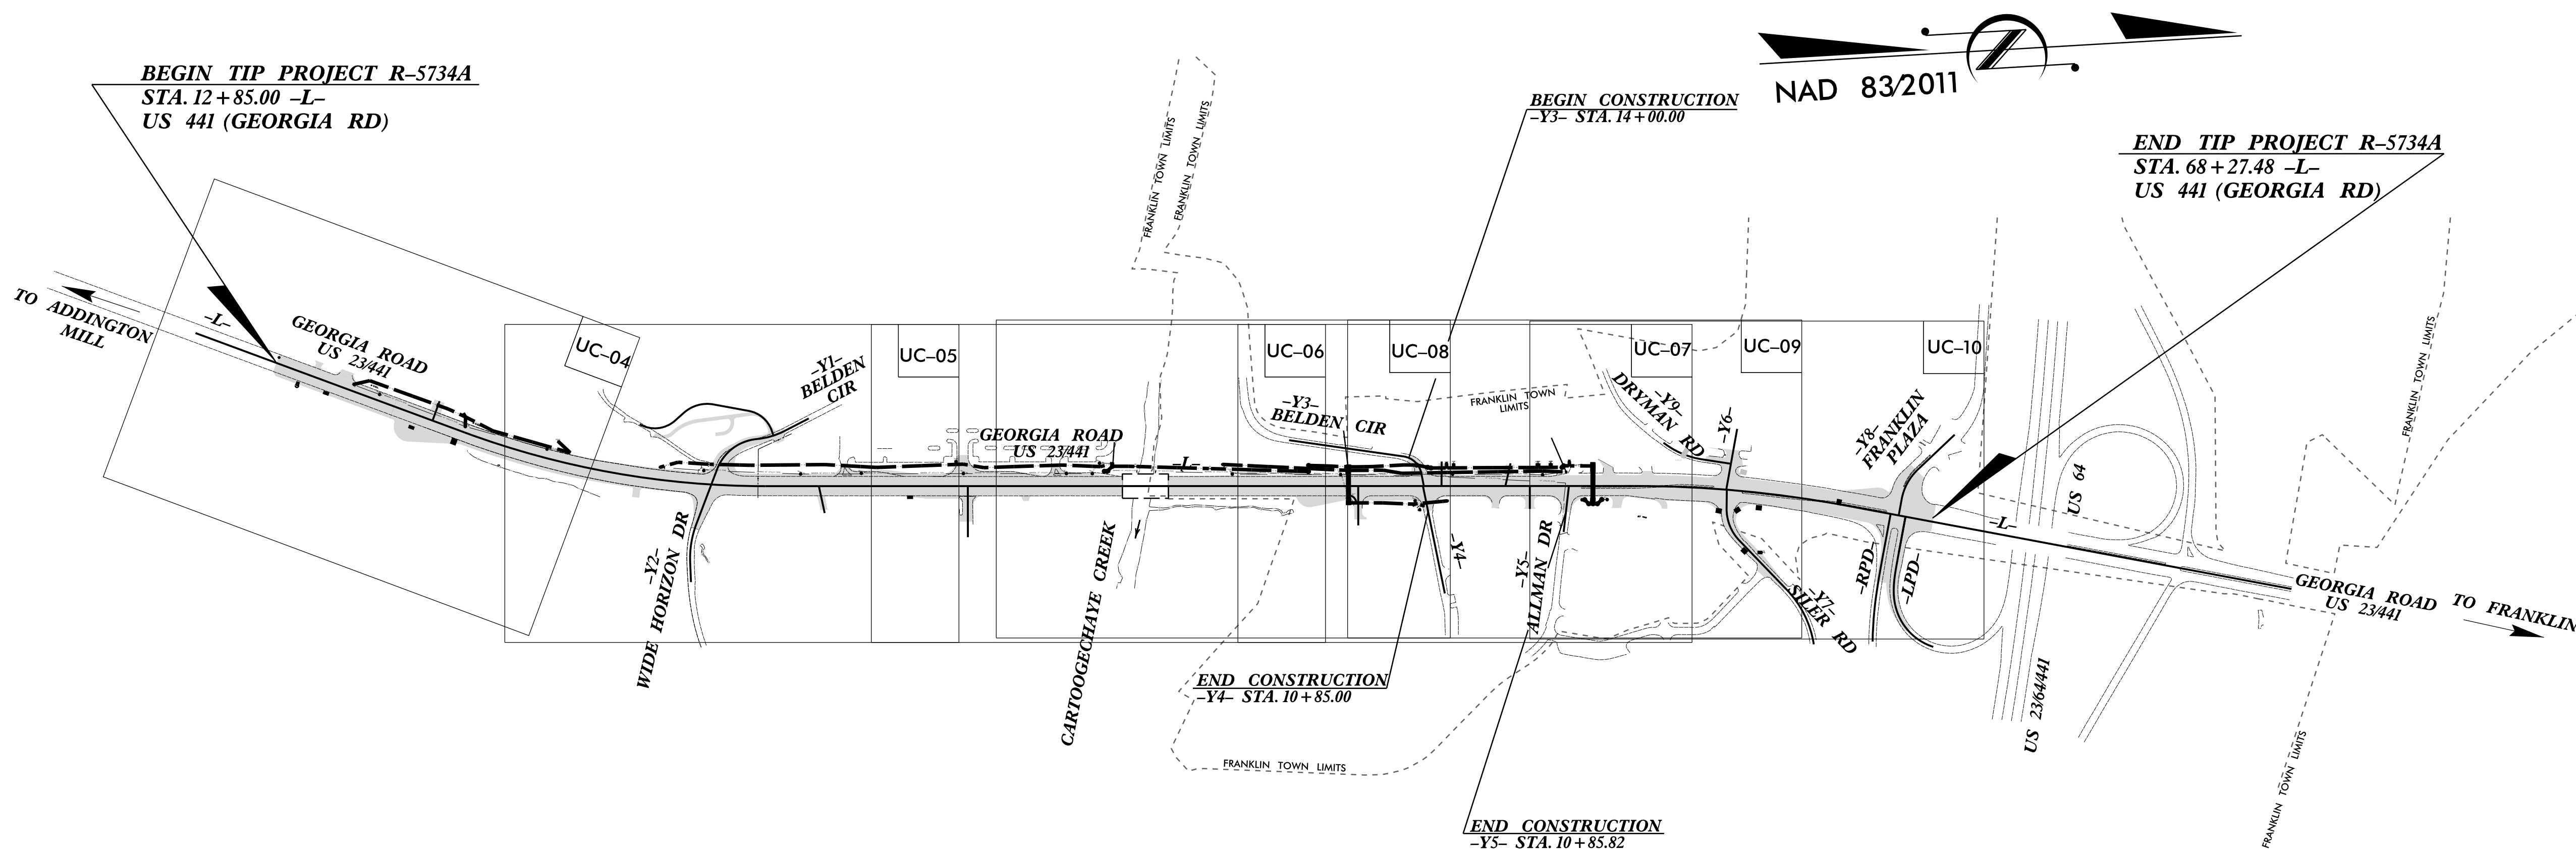 BEGIN TIP PROJECT R–5734A
STA. 12+85.00 –L–
US 441 (GEORGIA RD)
NAD 83/2011
BEGIN CONSTRUCTION
–Y3– STA. 14+00.00
END TIP PROJECT R–5734A
STA. 68+27.48 –L–
US 441 (GEORGIA RD)
FRANKLIN TOWN LIMITS
FRANKLIN TOWN LIMITS
TO ADDINGTON
MILL
–L–
GEORGIA ROAD
US 23/441
UC–04
–Y1–
BELDEN
CIR
UC–05
UC–06
UC–08
UC–07
UC–09
UC–10
–Y3–
BELDEN CIR
FRANKLIN TOWN
LIMITS
–Y9–
DRYMAN RD
–Y6–
–Y8–
FRANKLIN
PLAZA
GEORGIA ROAD
US 23/441
–L–
US 64
–L–
FRANKLIN TOWN LIMITS
–Y2–
WIDE HORIZON DR
CARTOOGECHAYE CREEK
–Y4–
–Y5–
ALLMAN DR
–Y7–
SILER RD
–RPD–
–LPD–
GEORGIA ROAD
US 23/441
TO FRANKLIN
END CONSTRUCTION
–Y4– STA. 10+85.00
US 23/64/441
FRANKLIN TOWN LIMITS
FRANKLIN TOWN LIMITS
END CONSTRUCTION
–Y5– STA. 10+85.82